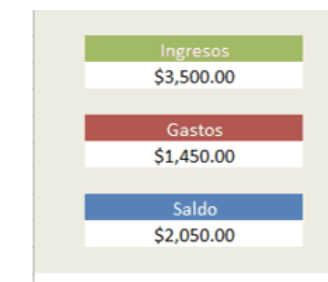 Ingresos
$3,500.00
Gastos
$1,450.00
Saldo
$2,050.00